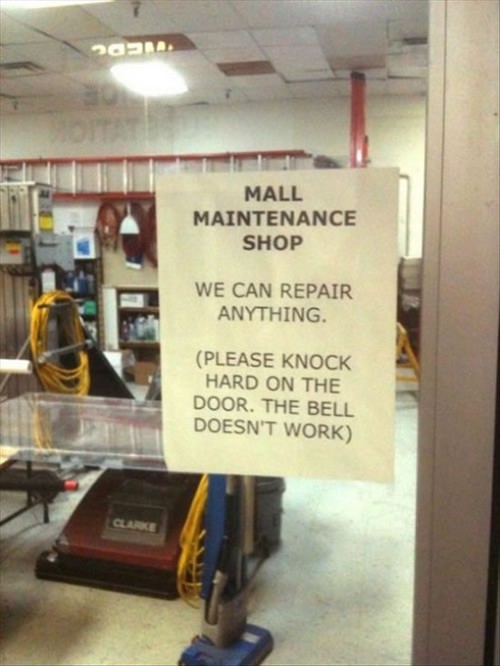 MALL
MAINTENANCE
SHOP
WE CAN REPAIR
ANYTHING.
(PLEASE KNOCK
HARD ON THE
DOOR. THE BELL
DOESN'T WORK)
CLARKE